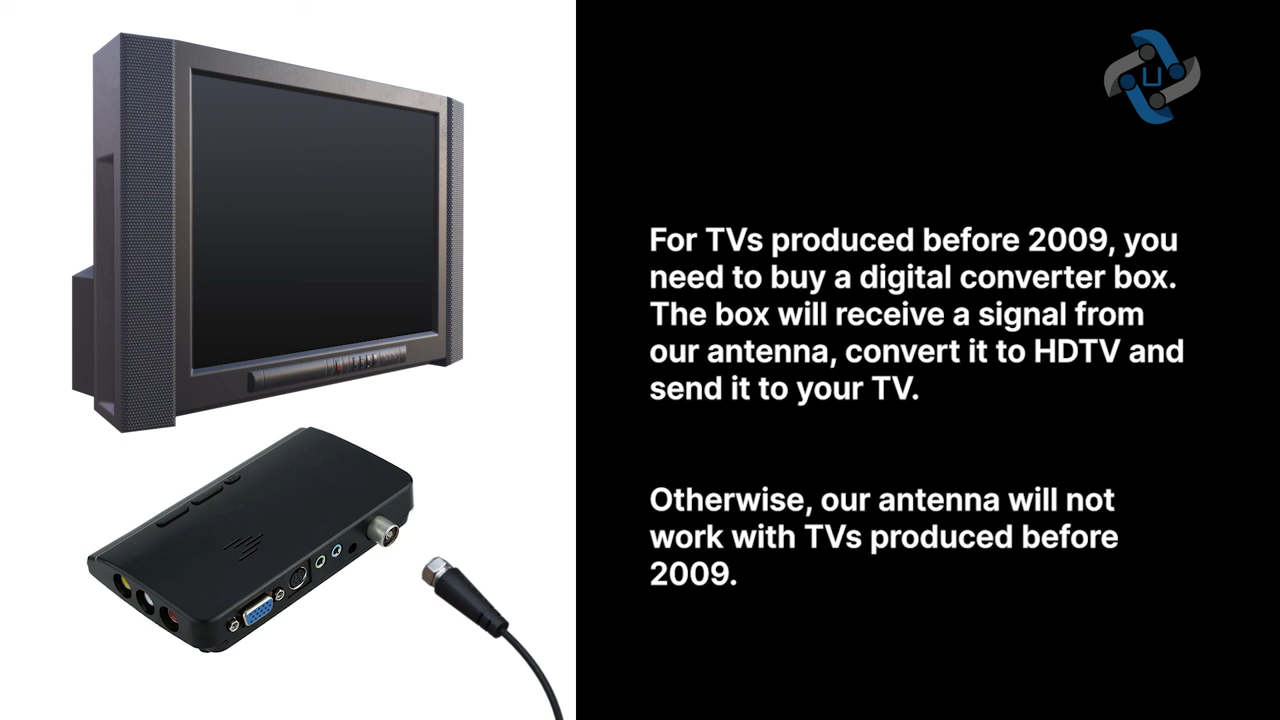 U
For TVs produced before 2009, you
need to buy a digital converter box.
The box will receive a signal from
our antenna, convert it to HDTV and
send it to your TV.
Otherwise, our antenna will not
work with TVs produced before
2009.